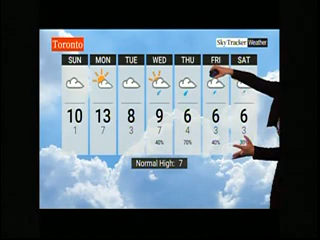 Toronto
SkyTracker Weather
SUN MON TUE WED THU FRI SAT
10 13 8 9 6 6 6
1 7 3 7 4 3 3
40% 70% 40% 30%
Normal High: 7